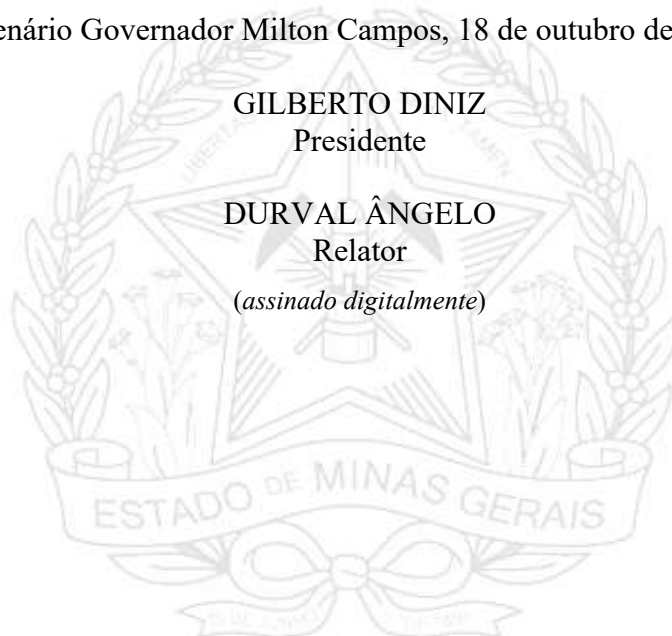 enário Governador Milton Campos, 18 de outubro de
GILBERTO DINIZ
Presidente
DURVAL ÂNGELO
Relator
(assinado digitalmente)
ESTADO DE MINAS GERAIS